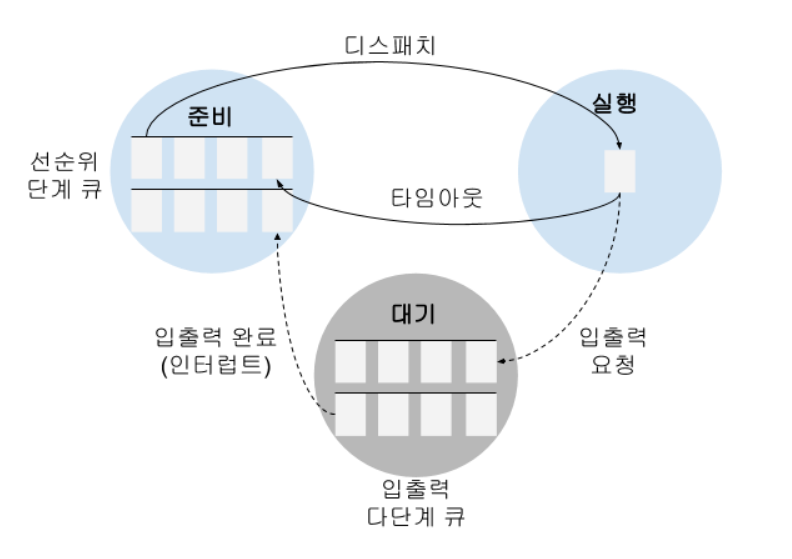 디스패치
준비
실행
선순위
단계 큐
타임아웃
대기
입출력 완료
(인터럽트)
입출력
요청
입출력
다단계 큐